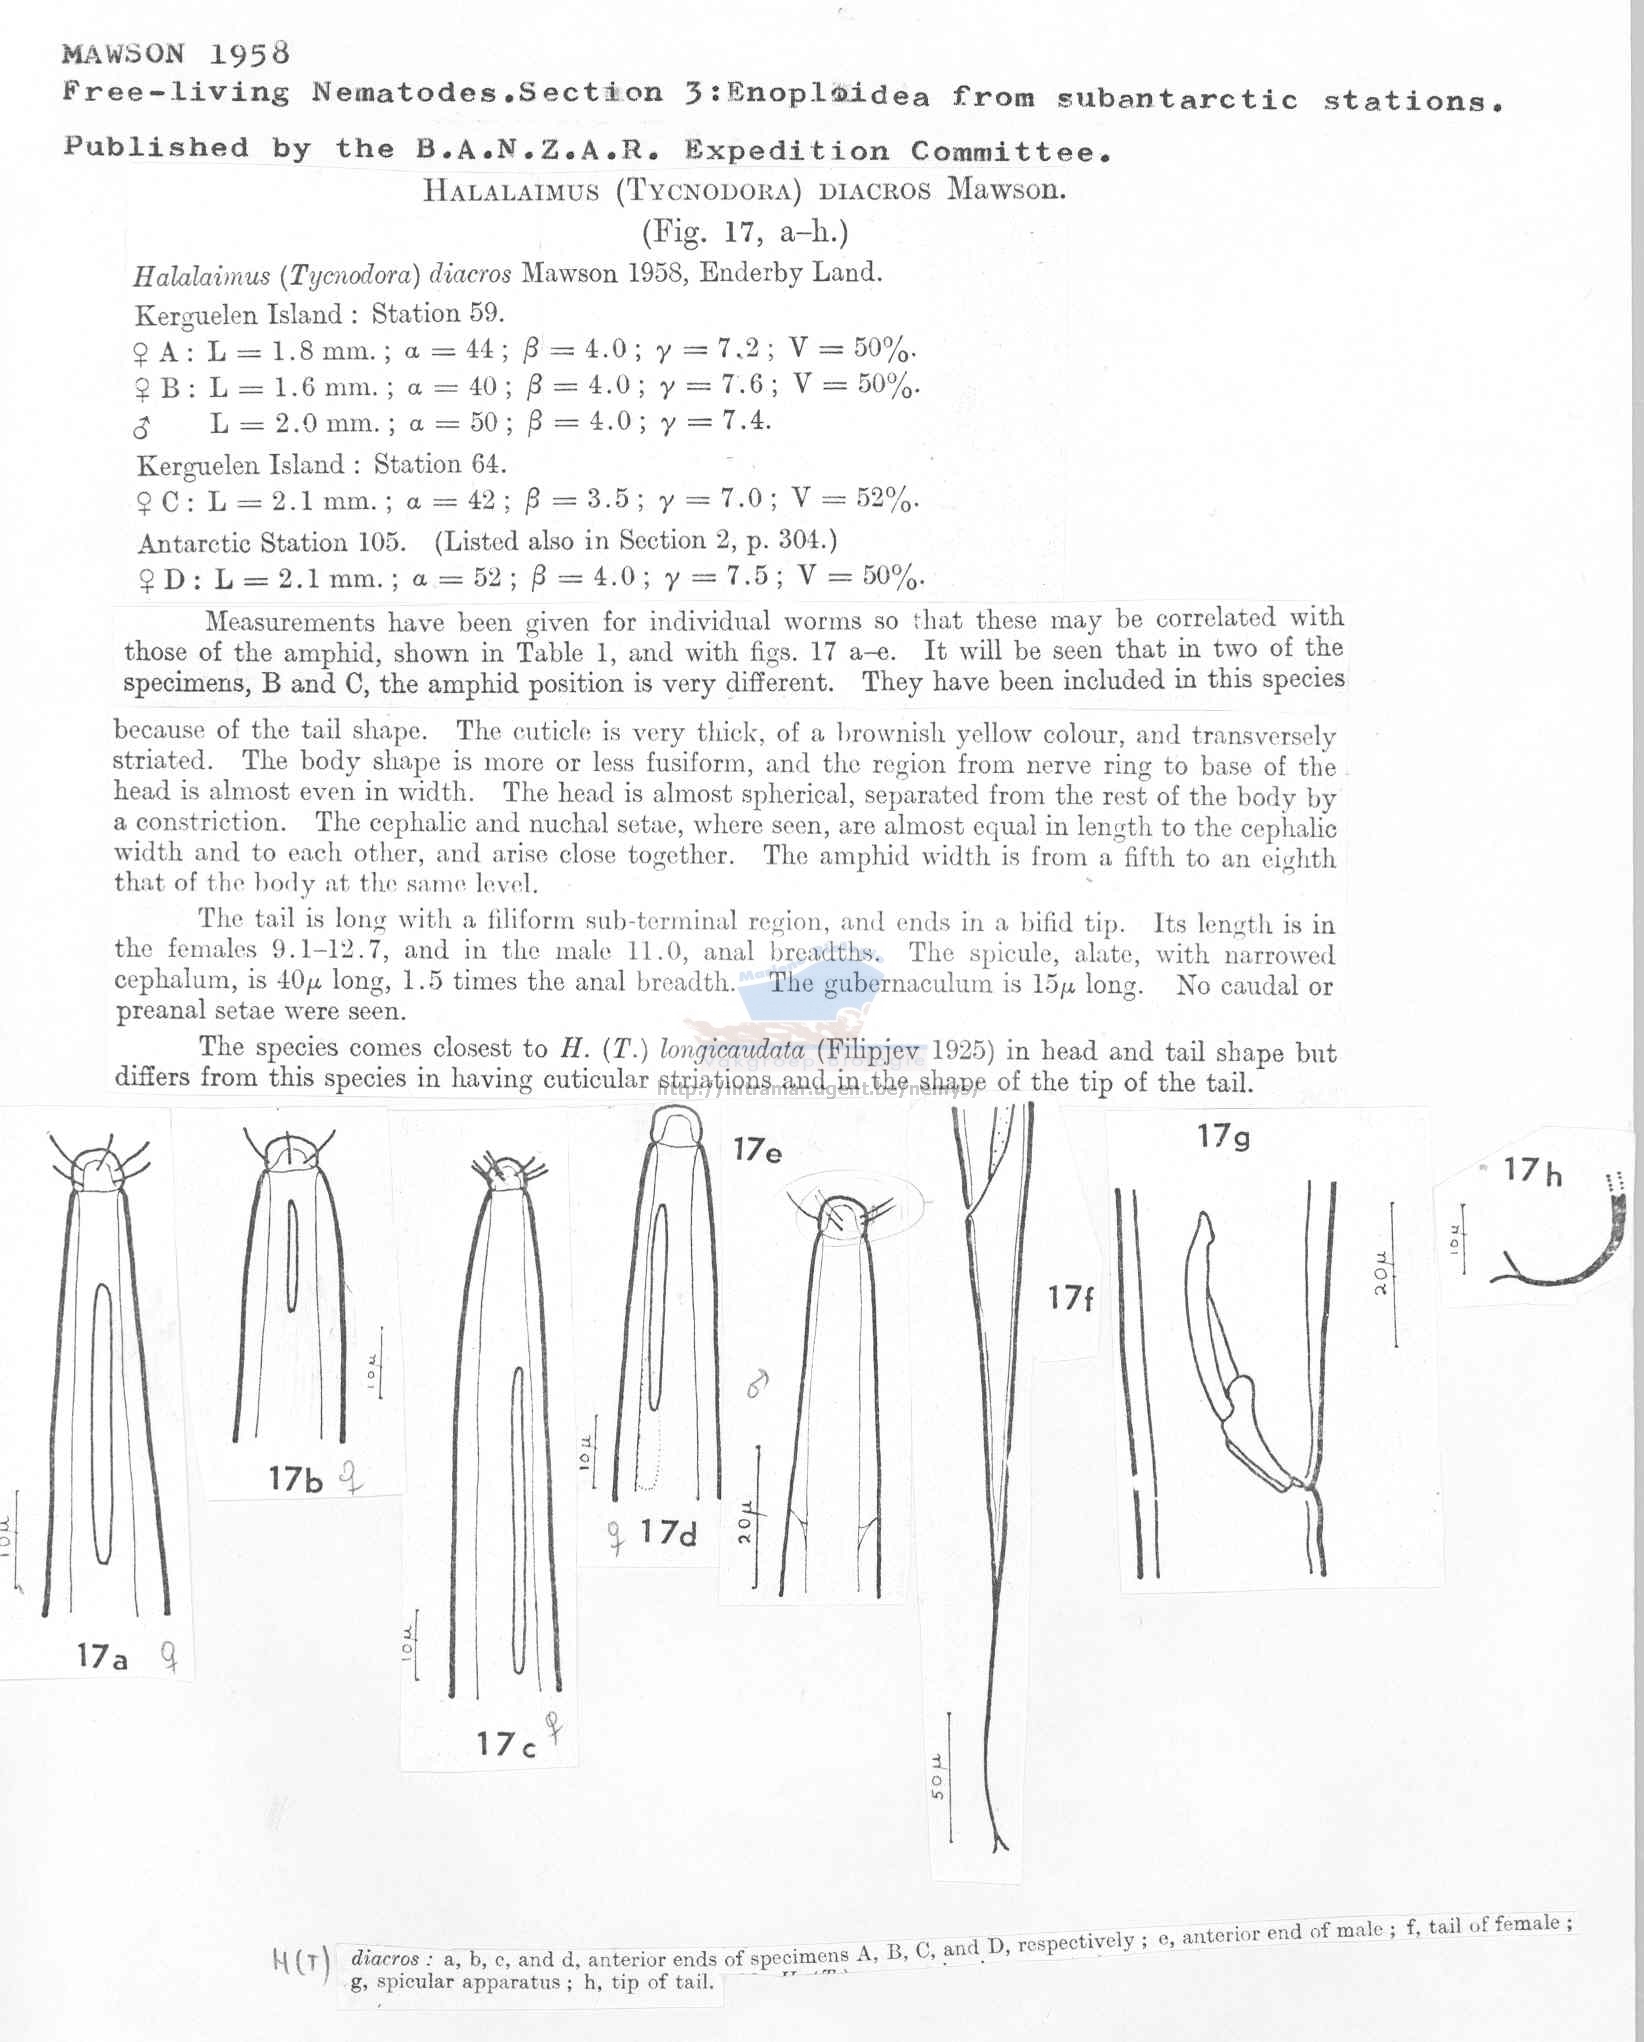 MAWSON 1958
Free-living Nematodes.Section 3:Enoploidea from subantarctic stations.
Published by the B.A.N.Z.A.R. Expedition Committee.
HALALAIMUS (TYCNODORA) DIACROS Mawson.
(Fig. 17, a–h.)
Halalaimus (Tycnodora) diacros Mawson 1958, Enderby Land.
Kerguelen Island : Station 59.
♀ A : L = 1.8 mm. ; α = 44 ; β = 4.0 ; γ = 7.2 ; V = 50%.
♀ B : L = 1.6 mm. ; α = 40 ; β = 4.0 ; γ = 7.6 ; V = 50%.
♂ L = 2.0 mm. ; α = 50 ; β = 4.0 ; γ = 7.4.
Kerguelen Island : Station 64.
♀ C : L = 2.1 mm. ; α = 42 ; β = 3.5 ; γ = 7.0 ; V = 52%.
Antarctic Station 105. (Listed also in Section 2, p. 304.)
♀ D : L = 2.1 mm. ; α = 52 ; β = 4.0 ; γ = 7.5 ; V = 50%.
Measurements have been given for individual worms so that these may be correlated with
those of the amphid, shown in Table 1, and with figs. 17 a–e. It will be seen that in two of the
specimens, B and C, the amphid position is very different. They have been included in this species
because of the tail shape. The cuticle is very thick, of a brownish yellow colour, and transversely
striated. The body shape is more or less fusiform, and the region from nerve ring to base of the
head is almost even in width. The head is almost spherical, separated from the rest of the body by
a constriction. The cephalic and nuchal setae, where seen, are almost equal in length to the cephalic
width and to each other, and arise close together. The amphid width is from a fifth to an eighth
that of the body at the same level.
The tail is long with a filiform sub-terminal region, and ends in a bifid tip. Its length is in
the females 9.1–12.7, and in the male 11.0, anal breadths. The spicule, alate, with narrowed
cephalum, is 40μ long, 1.5 times the anal breadth. The gubernaculum is 15μ long. No caudal or
preanal setae were seen.
The species comes closest to H. (T.) longicaudata (Filipjev 1925) in head and tail shape but
differs from this species in having cuticular striations and in the shape of the tip of the tail.
http://intramar.ugent.be/nemys/
17e
17g
17h
10μ
20μ
17f
10μ
♂
10μ
17b ♀
10μ
20μ
♀ 17d
10μ
17a ♀
17c ♀
50μ
H(T) diacros : a, b, c, and d, anterior ends of specimens A, B, C, and D, respectively ; e, anterior end of male ; f, tail of female ;
g, spicular apparatus ; h, tip of tail.